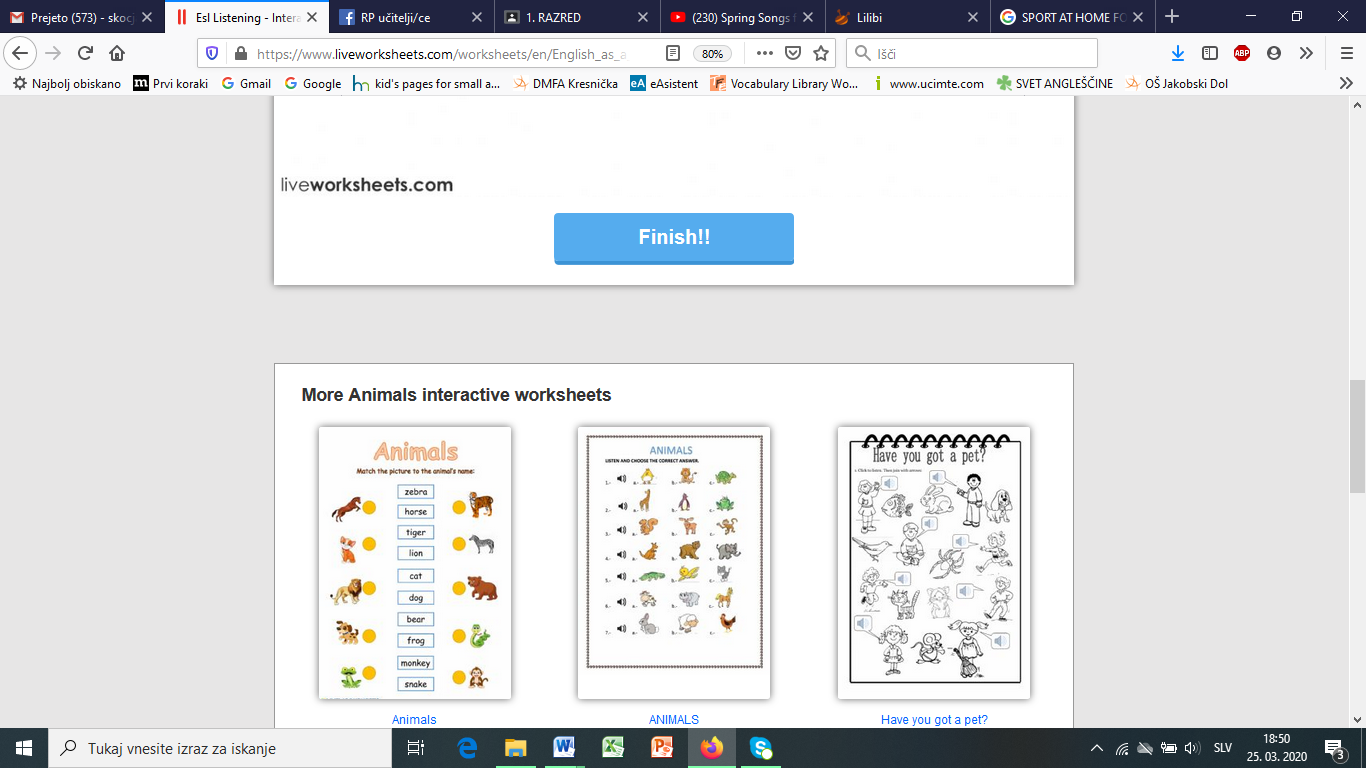 Prejeto (573) - skocj
Esl Listening - Intera
RP učitelji/ce
1. RAZRED
(230) Spring Songs f
Lilibi
SPORT AT HOME FO
https://www.liveworksheets.com/worksheets/en/English_as_a
80%
Išči
ABP
Najbolj obiskano
Prvi koraki
Gmail
Google
kid's pages for small a...
DMFA Kresnička
eAsistent
Vocabulary Library Wo...
www.ucimte.com
SVET ANGLEŠČINE
OŠ Jakobski Dol
liveworksheets.com
Finish!!
More Animals interactive worksheets
Animals
Match the picture to the animal's name:
zebra
horse
tiger
lion
cat
dog
bear
frog
monkey
snake
ANIMALS
LISTEN AND CHOOSE THE CORRECT ANSWER.
Have you got a pet?
Animals
ANIMALS
Have you got a pet?
Tukaj vnesite izraz za iskanje
SLV
18:50
25. 03. 2020
3